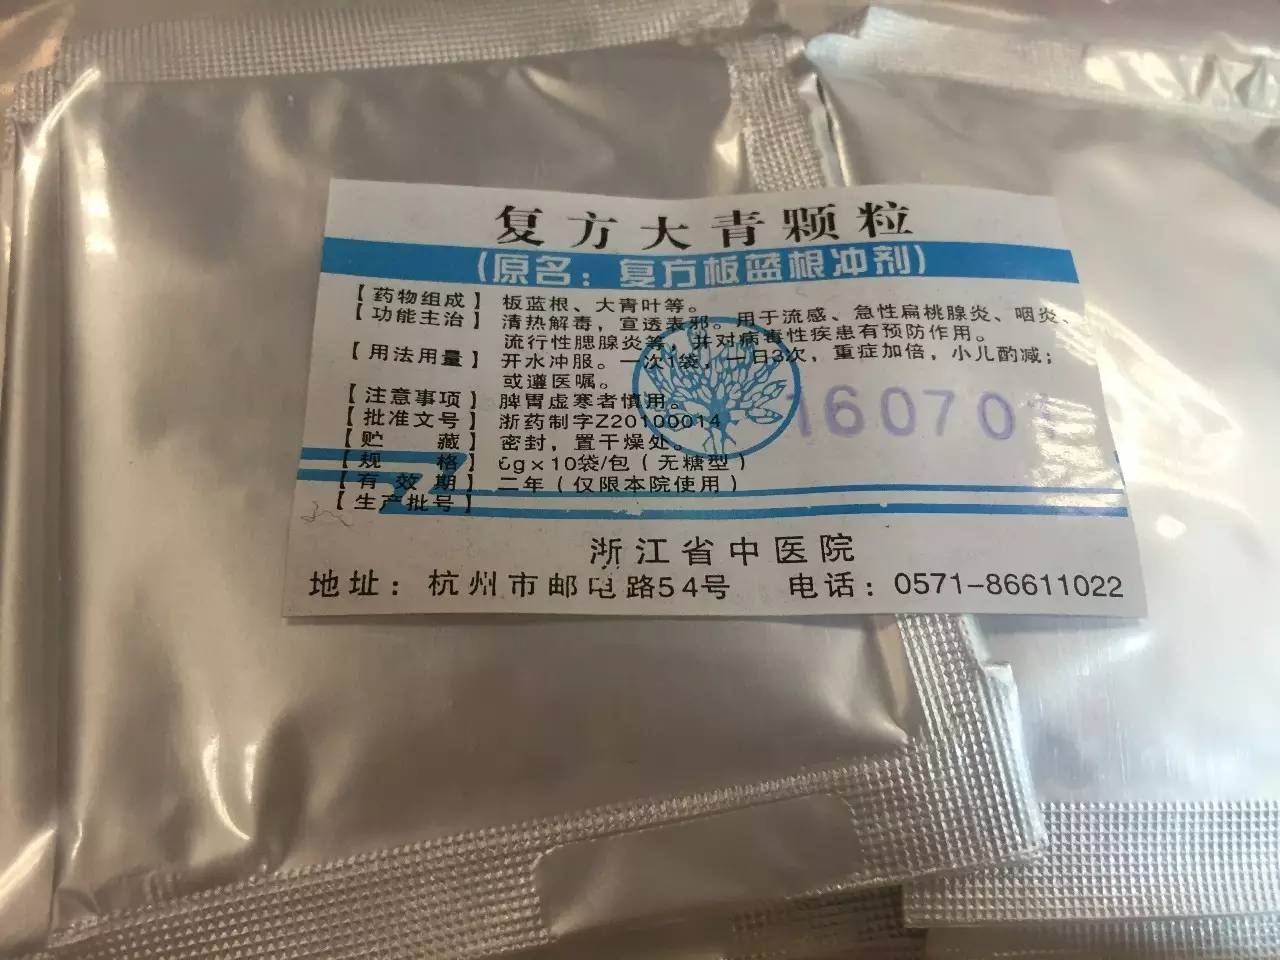 复方大青颗粒
(原名：复方板蓝根冲剂)
【药物组成】板蓝根、大青叶等。
【功能主治】清热解毒，宣透表邪。用于流感、急性扁桃腺炎、咽炎、
流行性腮腺炎等，并对病毒性疾患有预防作用。
【用法用量】开水冲服。一次1袋，一日3次，重症加倍，小儿酌减；
或遵医嘱。
【注意事项】脾胃虚寒者慎用。
【批准文号】浙药制字Z20100014
【贮 藏】密封，置干燥处。
【规 格】6g×10袋/包（无糖型）
【有 效 期】二年（仅限本院使用）
【生产批号】
160701
浙江省中医院
地址：杭州市邮电路54号 电话：0571-86611022